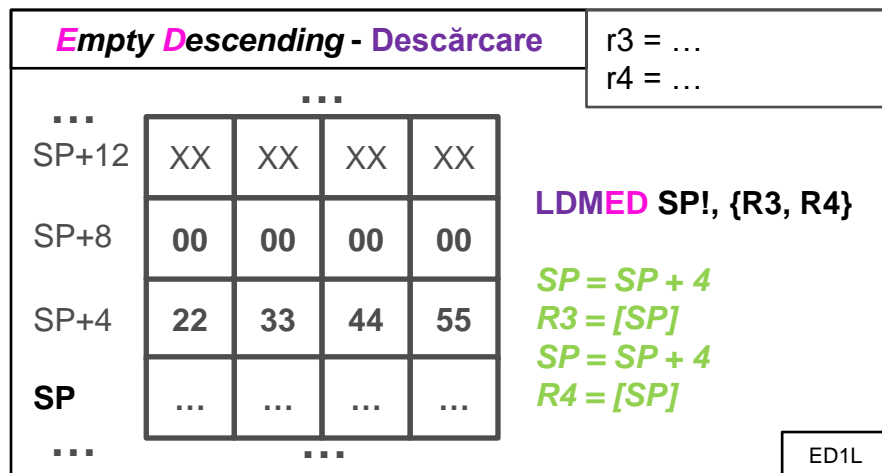 Empty Descending - Descărcare
r3 = …
r4 = …
…
…
SP+12 XX XX XX XX
SP+8 00 00 00 00
SP+4 22 33 44 55
SP … … … …
…
…
LDMED SP!, {R3, R4}
SP = SP + 4
R3 = [SP]
SP = SP + 4
R4 = [SP]
ED1L